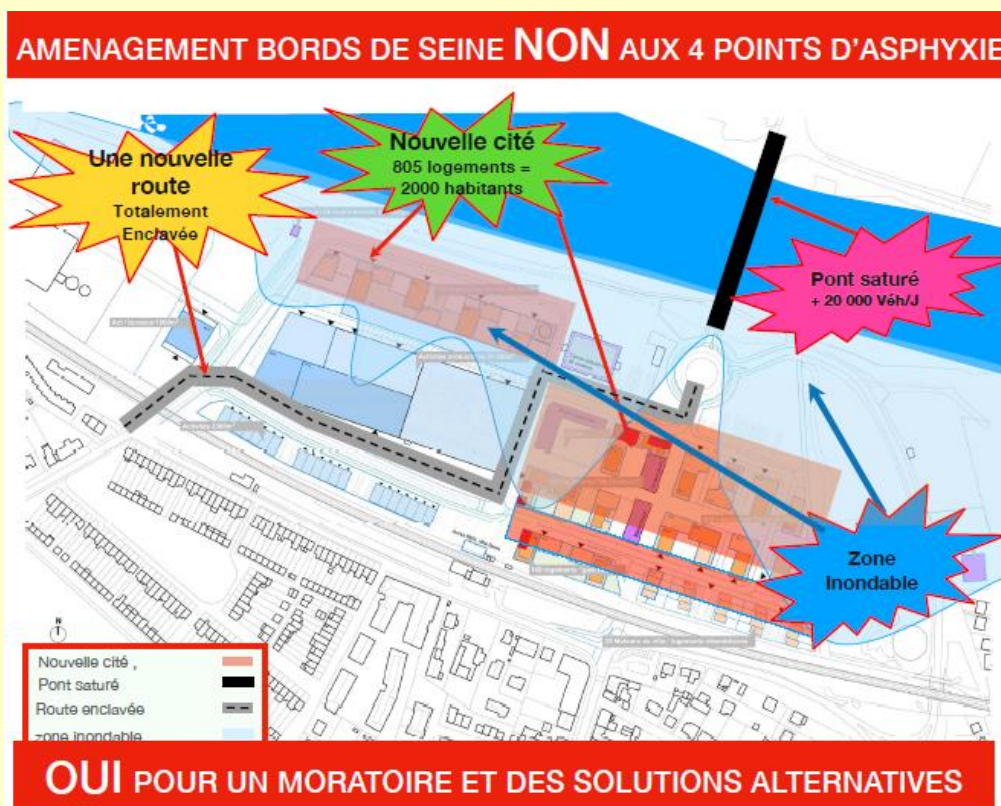 AMENAGEMENT BORDS DE SEINE NON AUX 4 POINTS D'ASPHYXIE
Une nouvelle
route
Totalement
Enclavée
Nouvelle cité
805 logements =
2000 habitants
Pont saturé
+ 20 000 Véh/J
Zone
Inondable
N
Nouvelle cité ,
Pont saturé
Route enclavée
zone inondable
OUI POUR UN MORATOIRE ET DES SOLUTIONS ALTERNATIVES